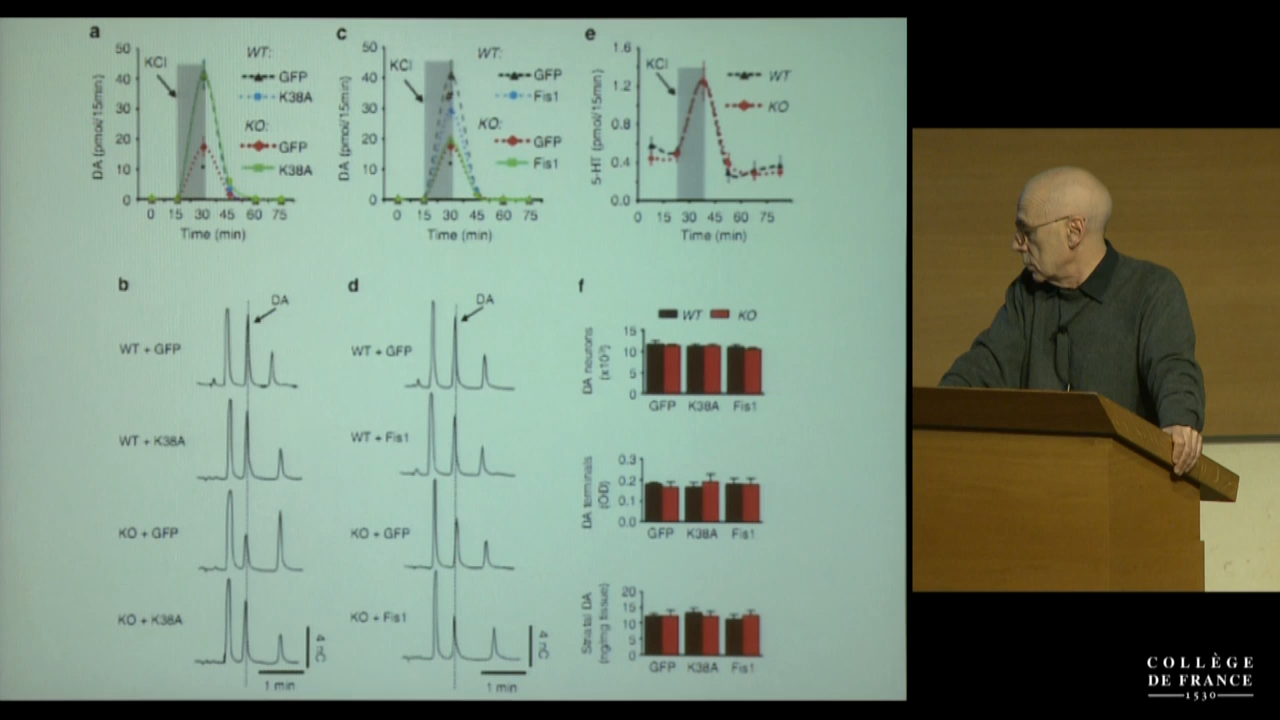 a
DA (pmol/15min)
50
40
30
20
10
0
KCl
WT:
GFP
K38A
KO:
GFP
K38A
0 15 30 45 60 75
Time (min)
c
DA (pmol/15min)
50
40
30
20
10
0
KCl
WT:
GFP
Fis1
KO:
GFP
Fis1
0 15 30 45 60 75
Time (min)
e
5-HT (pmol/15min)
1.6
1.2
0.8
0.4
0.0
KCl
WT
KO
0 15 30 45 60 75
Time (min)
b
DA
WT + GFP
WT + K38A
KO + GFP
KO + K38A
4 nC
1 min
d
DA
WT + GFP
WT + Fis1
KO + GFP
KO + Fis1
4 nC
1 min
f
WT KO
DA neurons
(x10⁻³)
15
10
5
0
GFP K38A Fis1
DA terminals
(OD)
0.3
0.2
0.1
0.0
GFP K38A Fis1
Striatal DA
(ng/mg tissue)
20
15
10
5
0
GFP K38A Fis1
COLLÈGE
DE FRANCE
1530